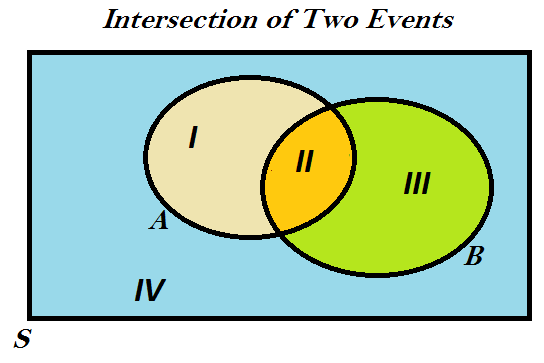 Intersection of Two Events
I
II
III
A
B
IV
S